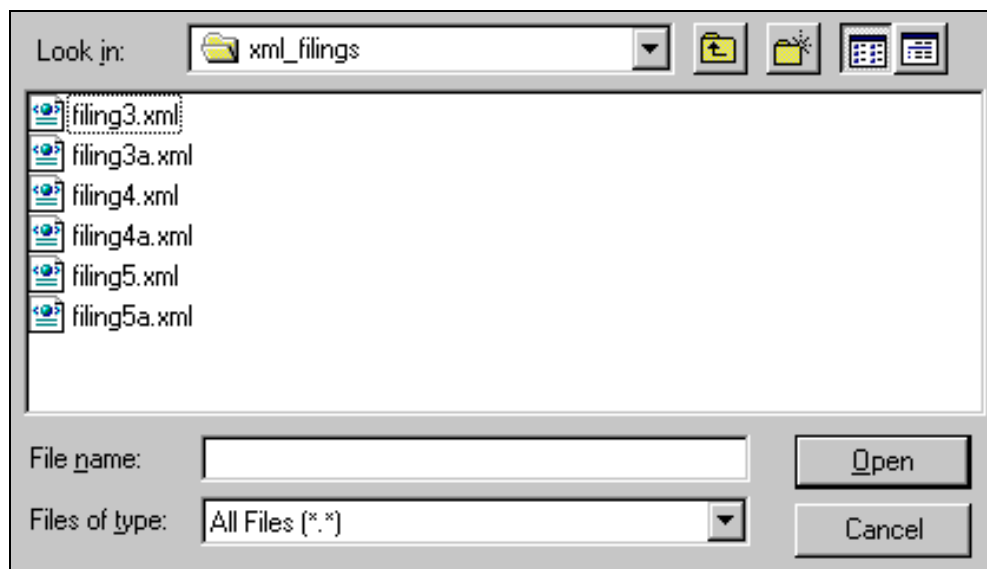 Look in: xml_filings
filing3.xml
filing3a.xml
filing4.xml
filing4a.xml
filing5.xml
filing5a.xml
File name: Open
Files of type: All Files (*.*) Cancel